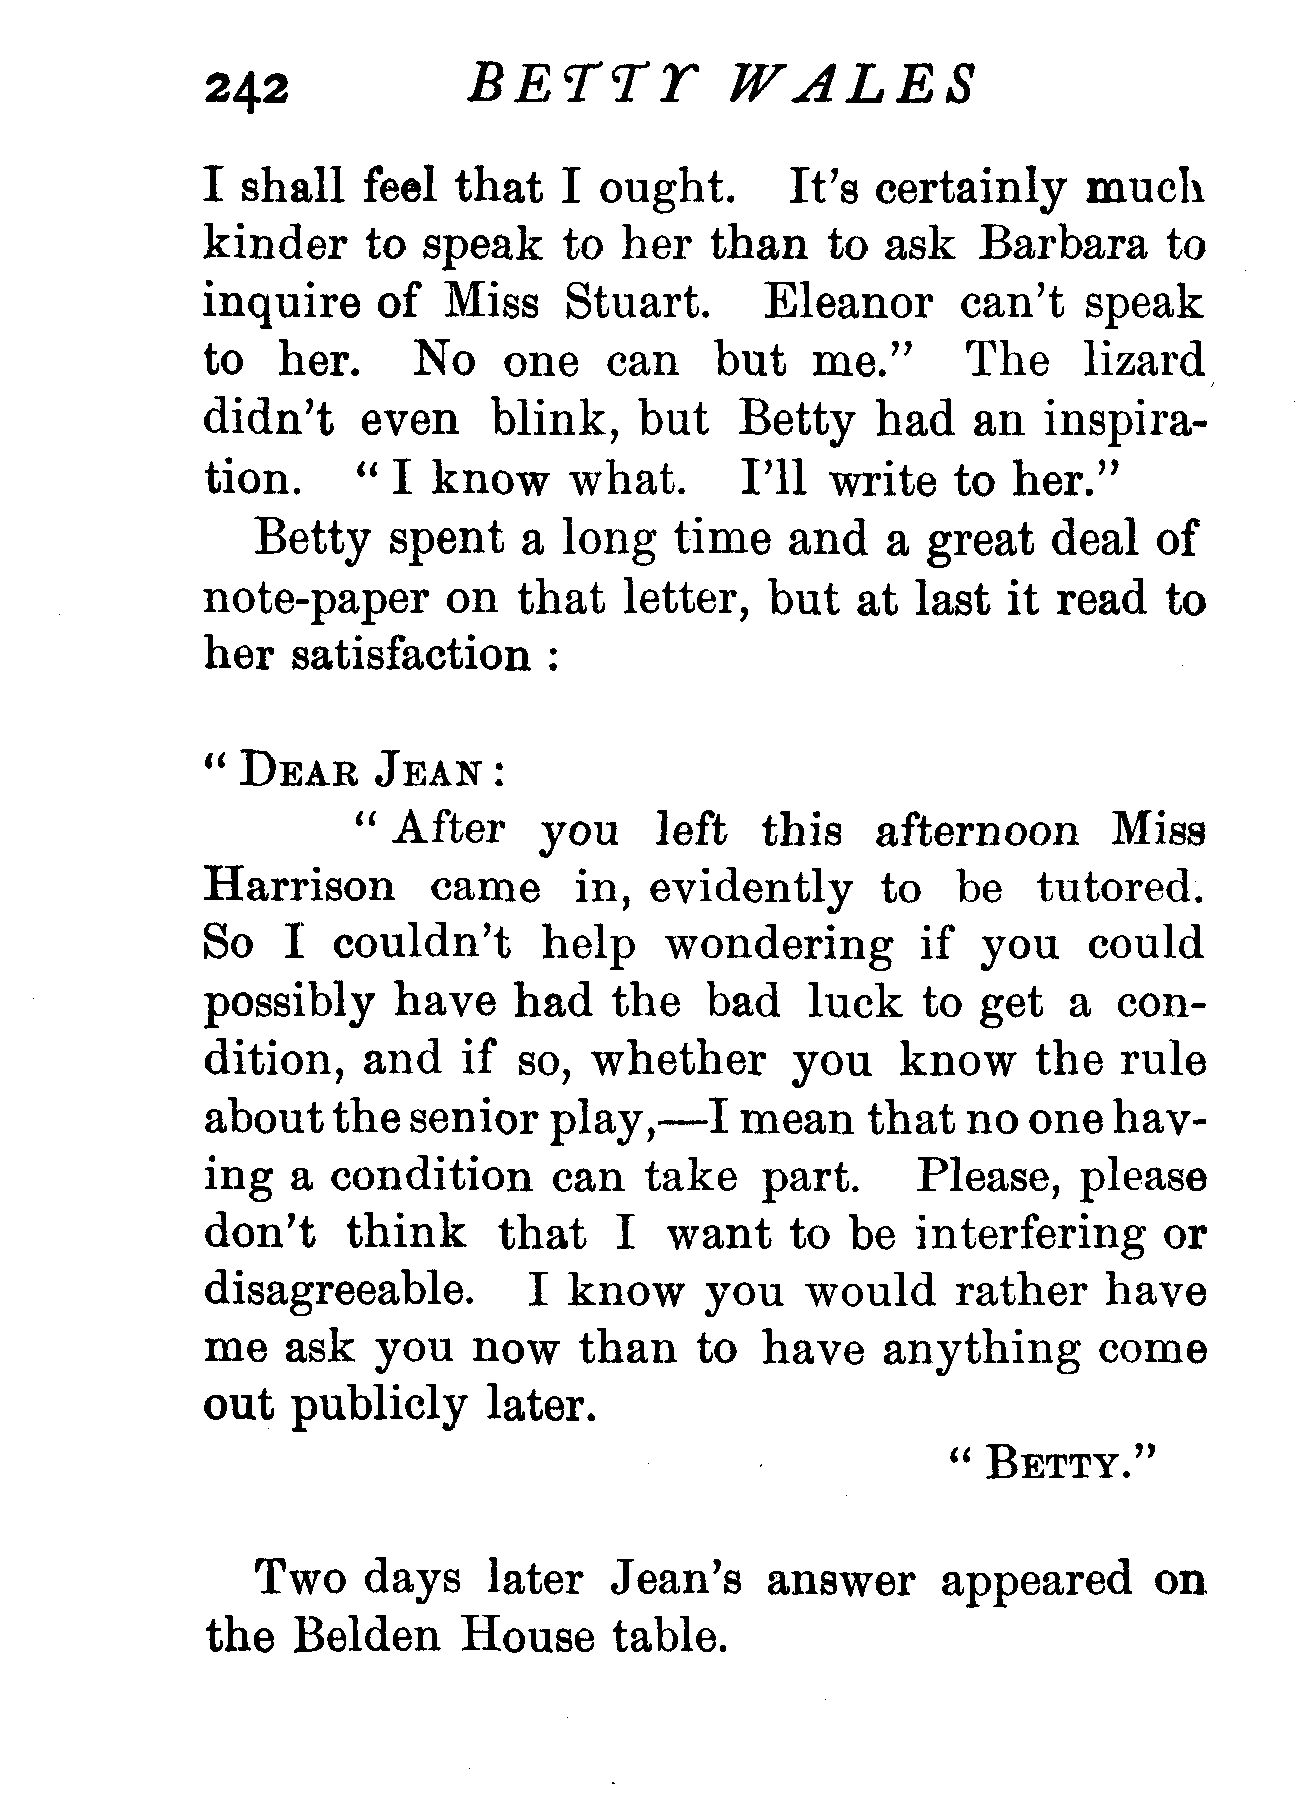 242 BETTY WALES
I shall feel that I ought. It's certainly much
kinder to speak to her than to ask Barbara to
inquire of Miss Stuart. Eleanor can't speak
to her. No one can but me." The lizard
didn't even blink, but Betty had an inspira-
tion. "I know what. I'll write to her."
Betty spent a long time and a great deal of
note-paper on that letter, but at last it read to
her satisfaction :
"DEAR JEAN :
"After you left this afternoon Miss
Harrison came in, evidently to be tutored.
So I couldn't help wondering if you could
possibly have had the bad luck to get a con-
dition, and if so, whether you know the rule
about the senior play,—I mean that no one hav-
ing a condition can take part. Please, please
don't think that I want to be interfering or
disagreeable. I know you would rather have
me ask you now than to have anything come
out publicly later.
"BETTY."
Two days later Jean's answer appeared on
the Belden House table.